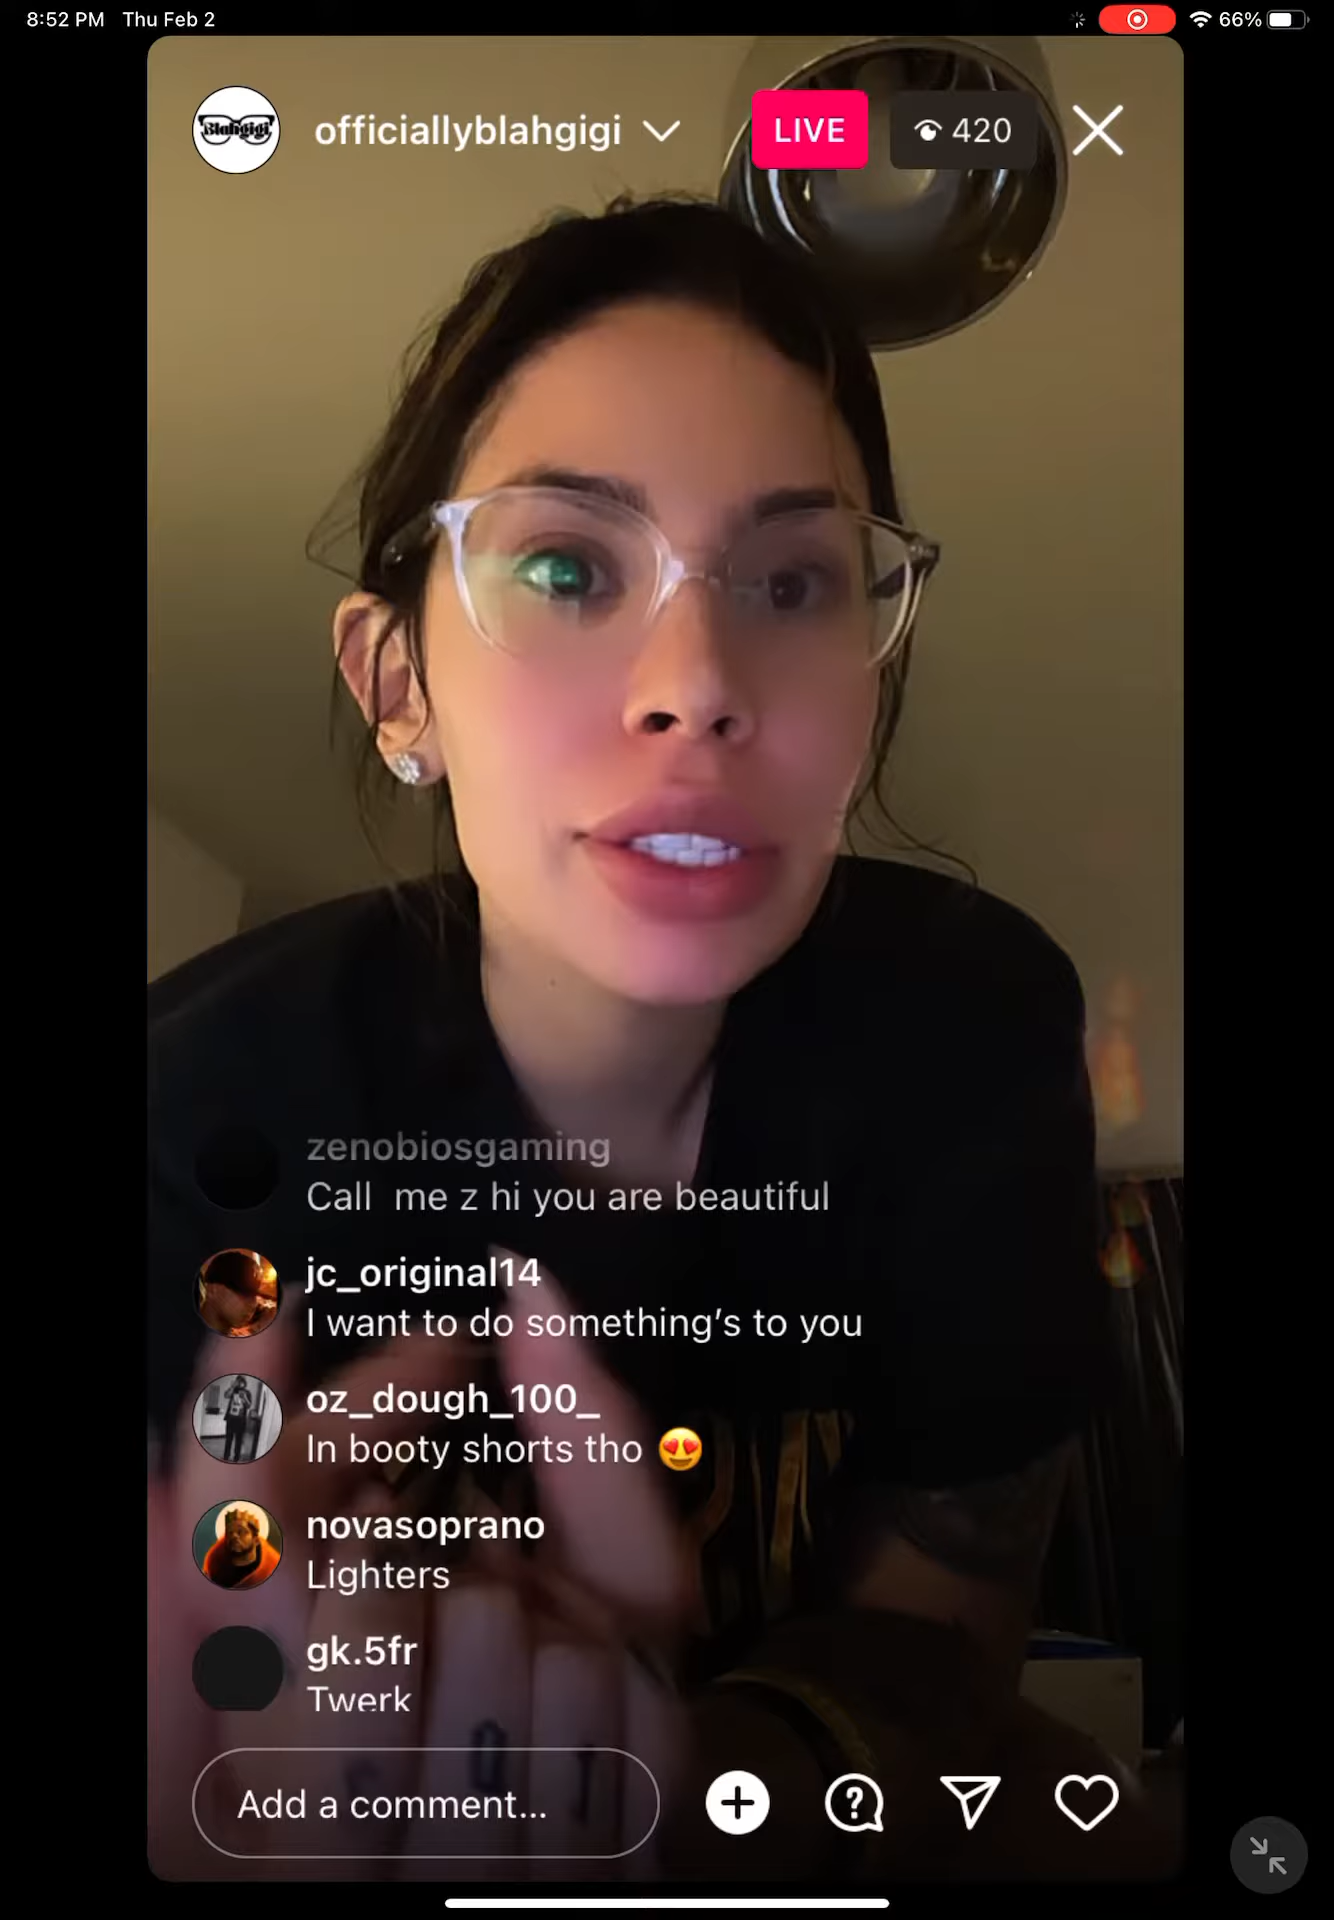 8:52 PM Thu Feb 2
66%
Blahgigi
officiallyblahgigi
LIVE
420
zenobiosgaming
Call me z hi you are beautiful
jc_original14
I want to do something's to you
oz_dough_100_
In booty shorts tho 😍
novasoprano
Lighters
gk.5fr
Twerk
Add a comment...